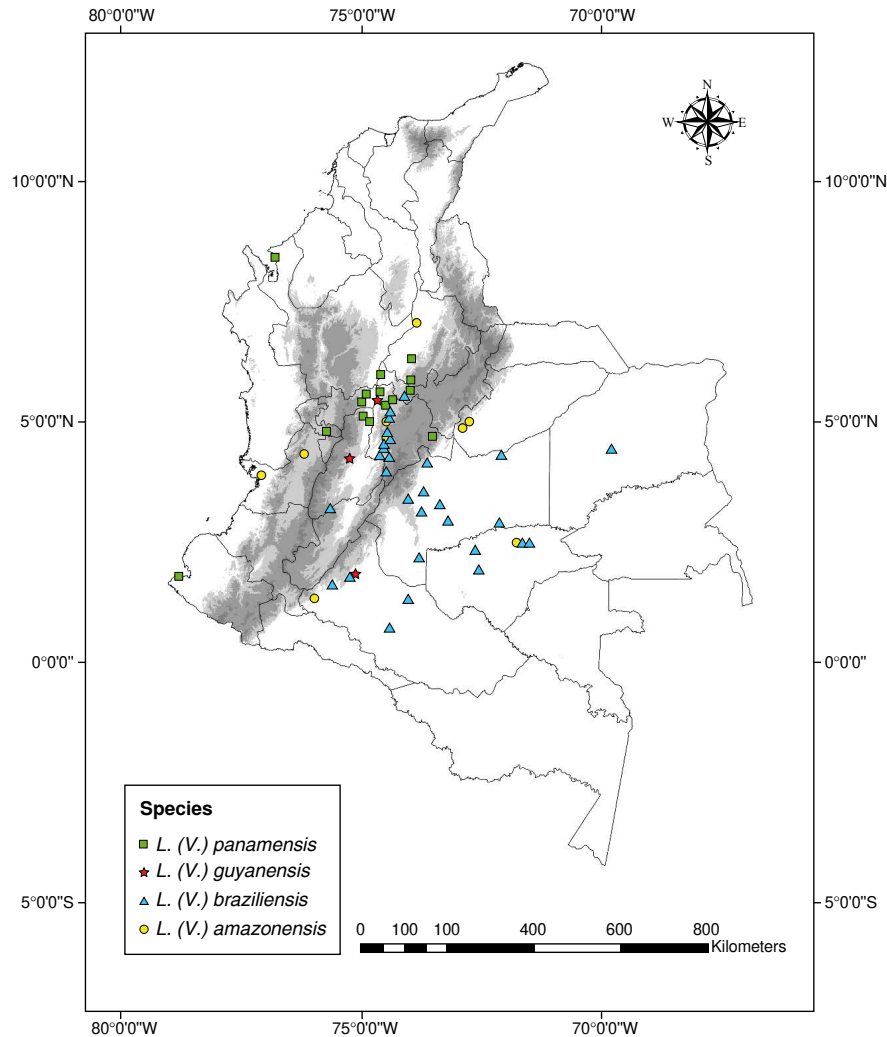 80°0'0"W 75°0'0"W 70°0'0"W
N
W E
S
10°0'0"N 10°0'0"N
5°0'0"N 5°0'0"N
0°0'0" 0°0'0"
Species
L. (V.) panamensis
L. (V.) guyanensis
L. (V.) braziliensis
L. (V.) amazonensis
5°0'0"S 5°0'0"S
0 100 100 400 600 800
Kilometers
80°0'0"W 75°0'0"W 70°0'0"W